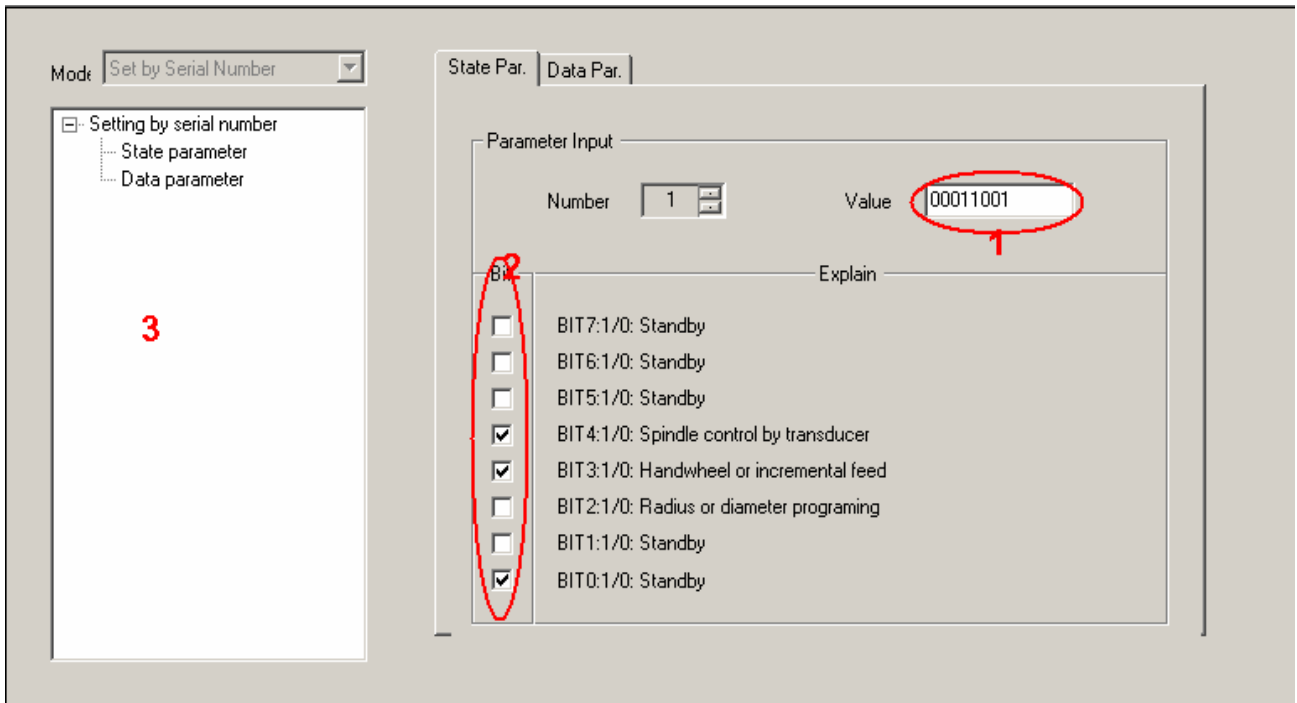 Mode Set by Serial Number
Setting by serial number
State parameter
Data parameter
3
State Par. Data Par.
Parameter Input
Number 1 Value 00011001
1
2
Bit Explain
BIT7:1/0: Standby
BIT6:1/0: Standby
BIT5:1/0: Standby
BIT4:1/0: Spindle control by transducer
BIT3:1/0: Handwheel or incremental feed
BIT2:1/0: Radius or diameter programing
BIT1:1/0: Standby
BIT0:1/0: Standby